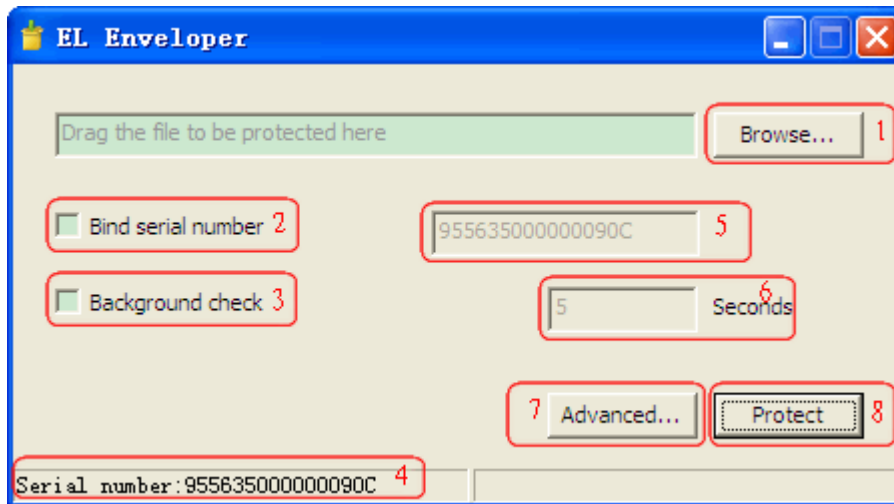 EL Enveloper
Drag the file to be protected here
Browse... 1
Bind serial number 2
955635000000090C 5
Background check 3
5 Seconds 6
7 Advanced...
Protect 8
Serial number:955635000000090C 4